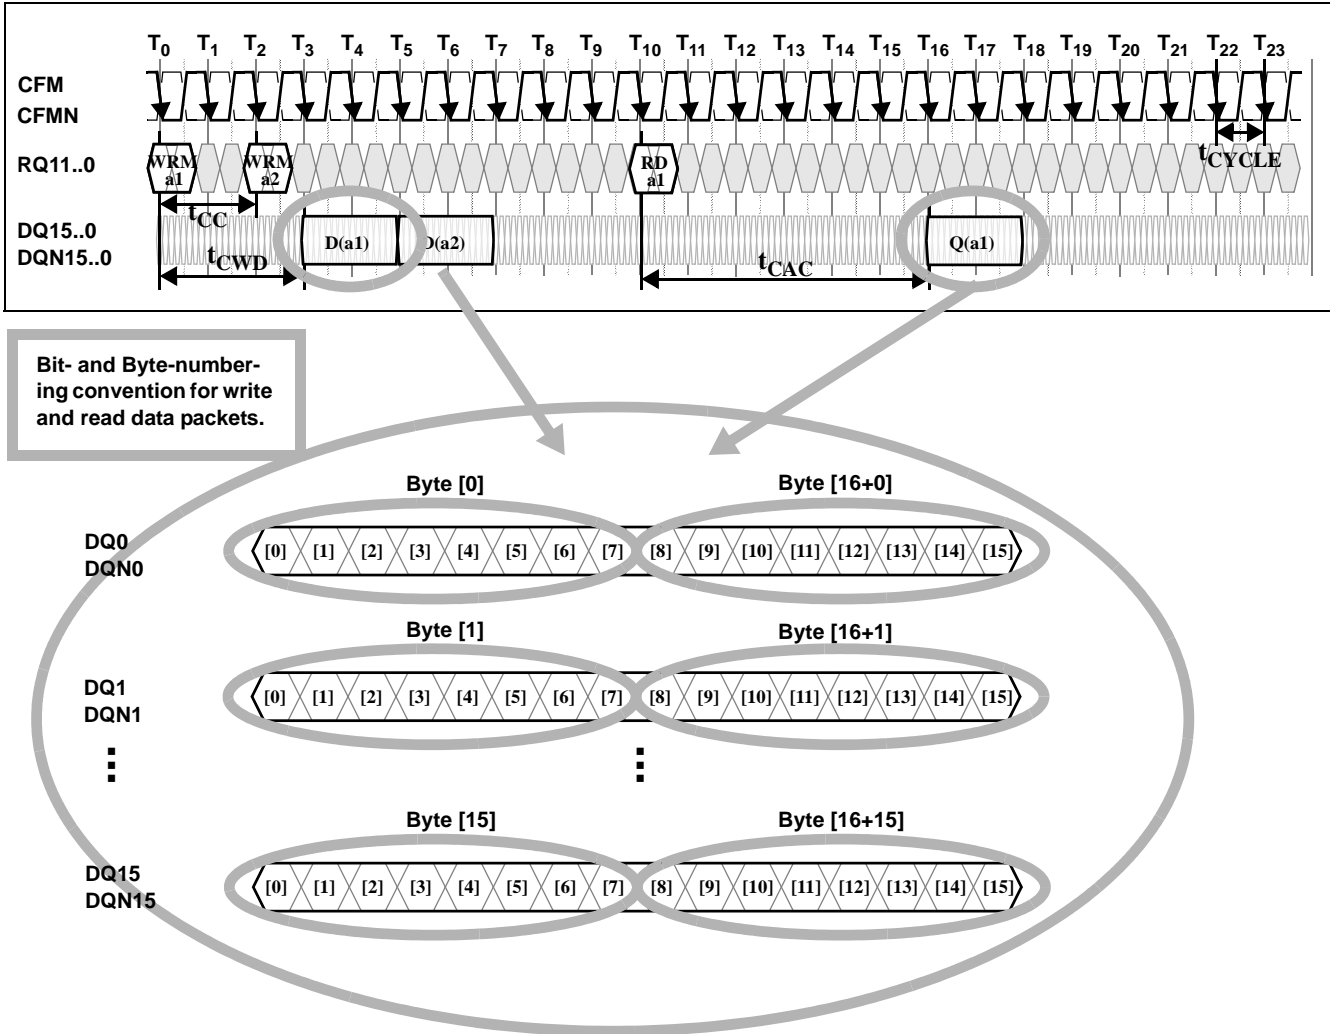 T0 T1 T2 T3 T4 T5 T6 T7 T8 T9 T10 T11 T12 T13 T14 T15 T16 T17 T18 T19 T20 T21 T22 T23
CFM
CFMN
RQ11..0
WRM
a1
WRM
a2
RD
a1
tCYCLE
tCC
DQ15..0
DQN15..0
D(a1)
D(a2)
Q(a1)
tCWD
tCAC
Bit- and Byte-number-
ing convention for write
and read data packets.
Byte [0] Byte [16+0]
DQ0
DQN0
[0] [1] [2] [3] [4] [5] [6] [7] [8] [9] [10] [11] [12] [13] [14] [15]
Byte [1] Byte [16+1]
DQ1
DQN1
[0] [1] [2] [3] [4] [5] [6] [7] [8] [9] [10] [11] [12] [13] [14] [15]
Byte [15] Byte [16+15]
DQ15
DQN15
[0] [1] [2] [3] [4] [5] [6] [7] [8] [9] [10] [11] [12] [13] [14] [15]